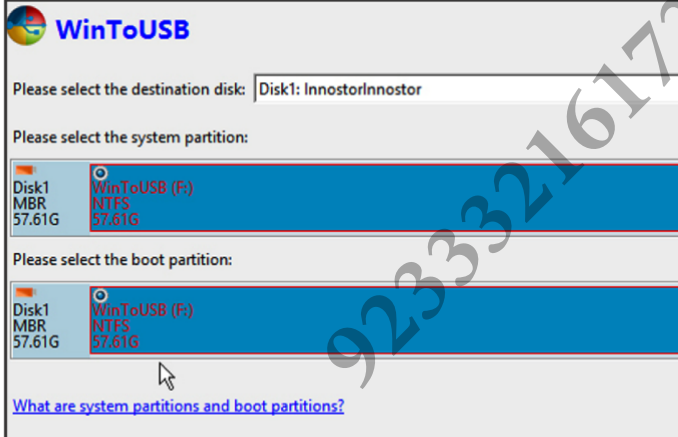 WinToUSB
Please select the destination disk: Disk1: InnostorInnostor
Please select the system partition:
Disk1
MBR
57.61G
WinToUSB (F:)
NTFS
57.61G
Please select the boot partition:
Disk1
MBR
57.61G
WinToUSB (F:)
NTFS
57.61G
What are system partitions and boot partitions?